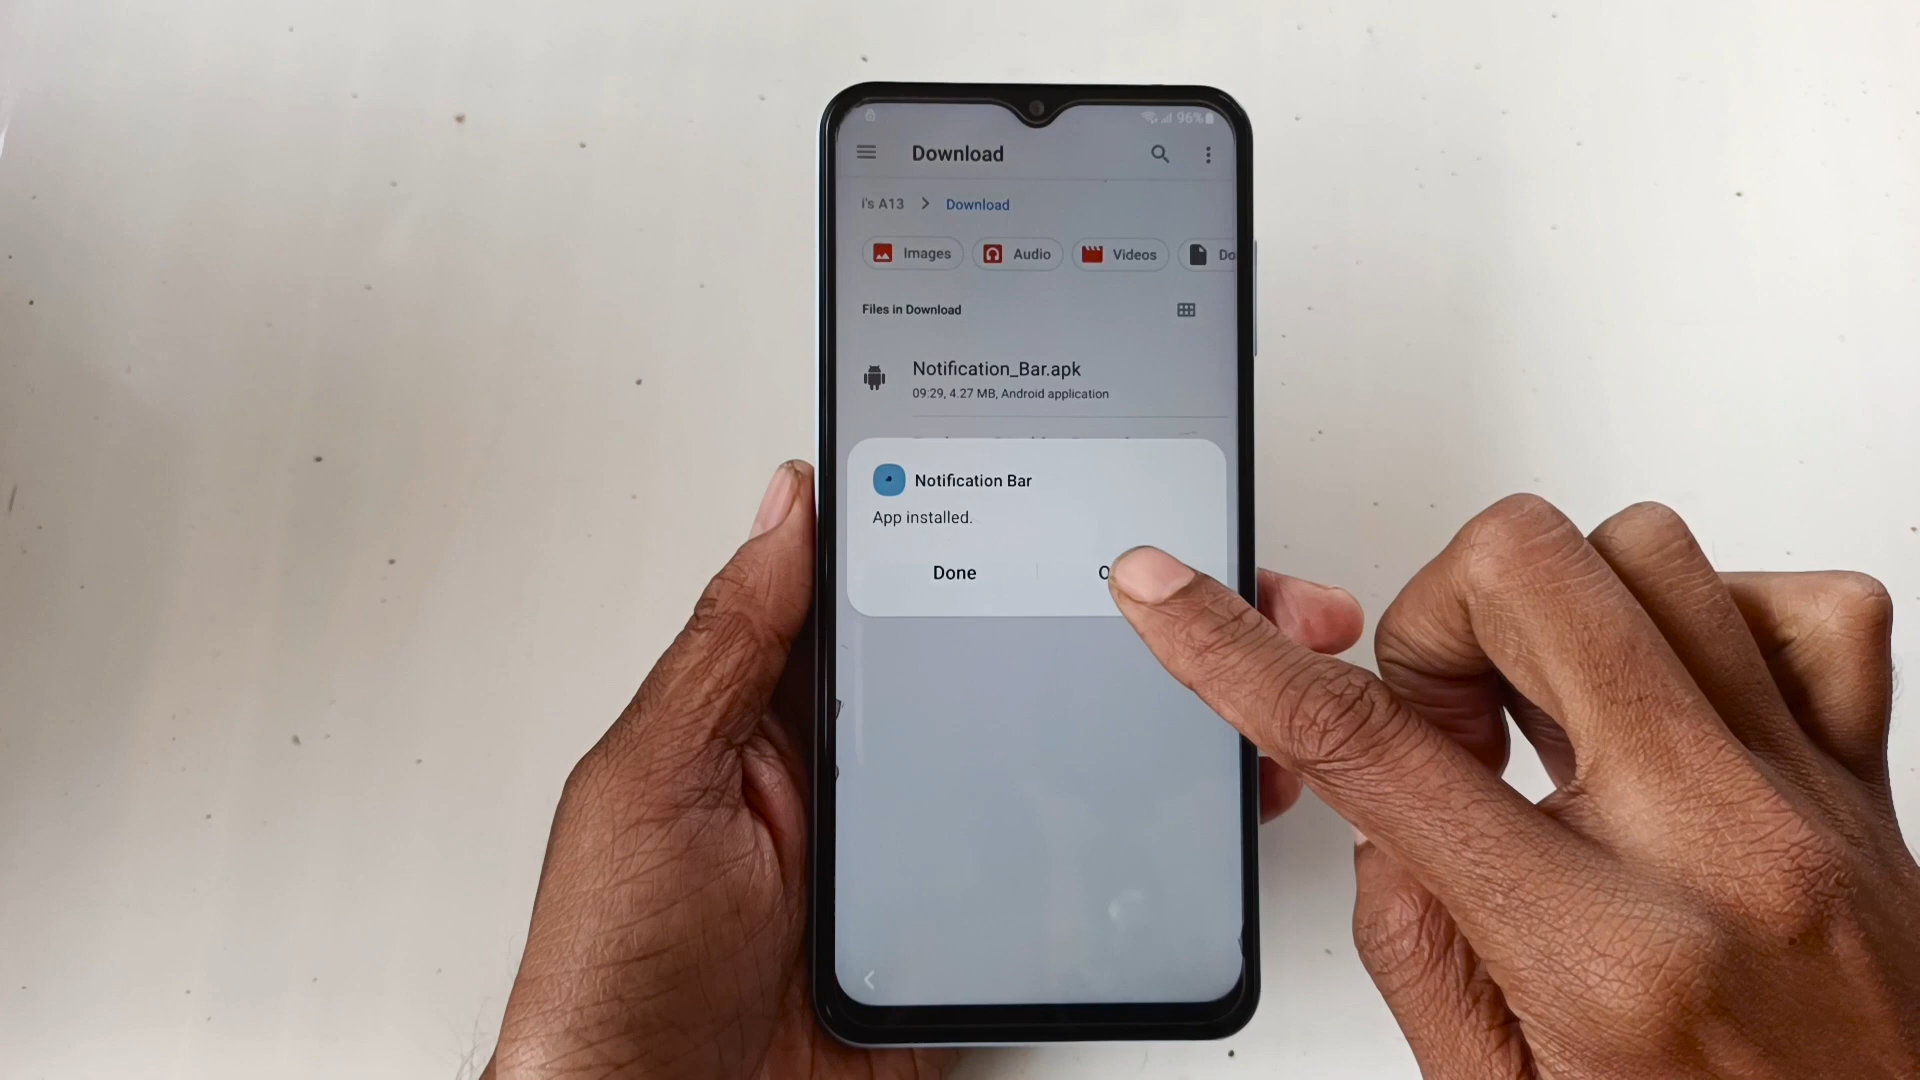 96%
Download
i's A13 > Download
Images Audio Videos Do
Files in Download
Notification_Bar.apk
09:29, 4.27 MB, Android application
Notification Bar
App installed.
Done O